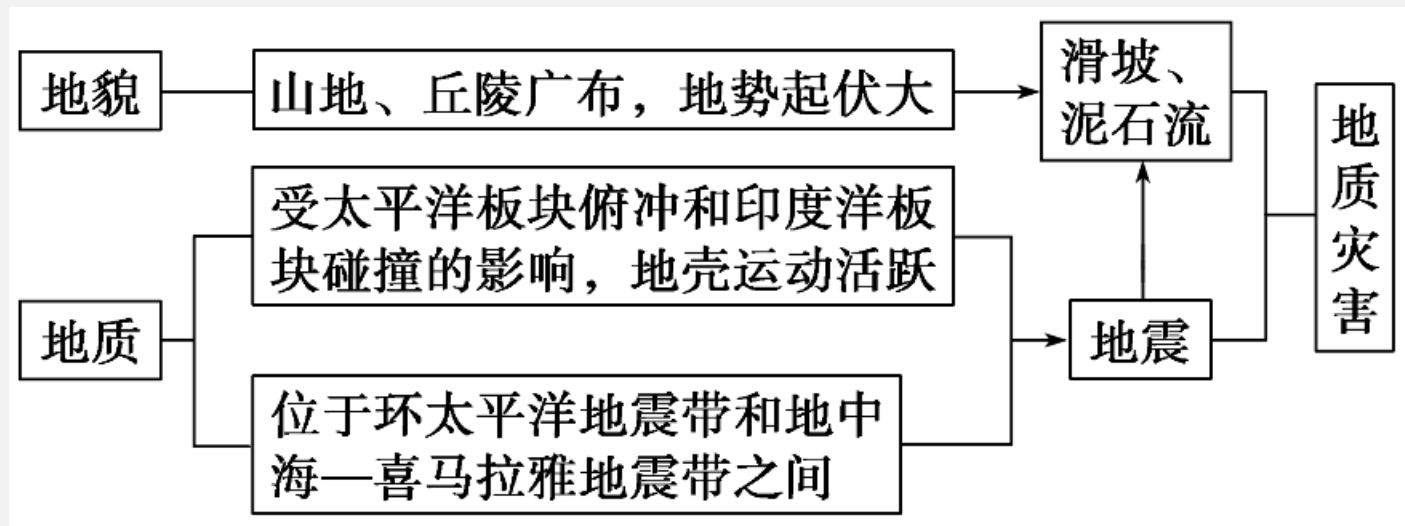 地貌
山地、丘陵广布，地势起伏大
滑坡、
泥石流
地质
受太平洋板块俯冲和印度洋板
块碰撞的影响，地壳运动活跃
位于环太平洋地震带和地中
海—喜马拉雅地震带之间
地震
地质灾害